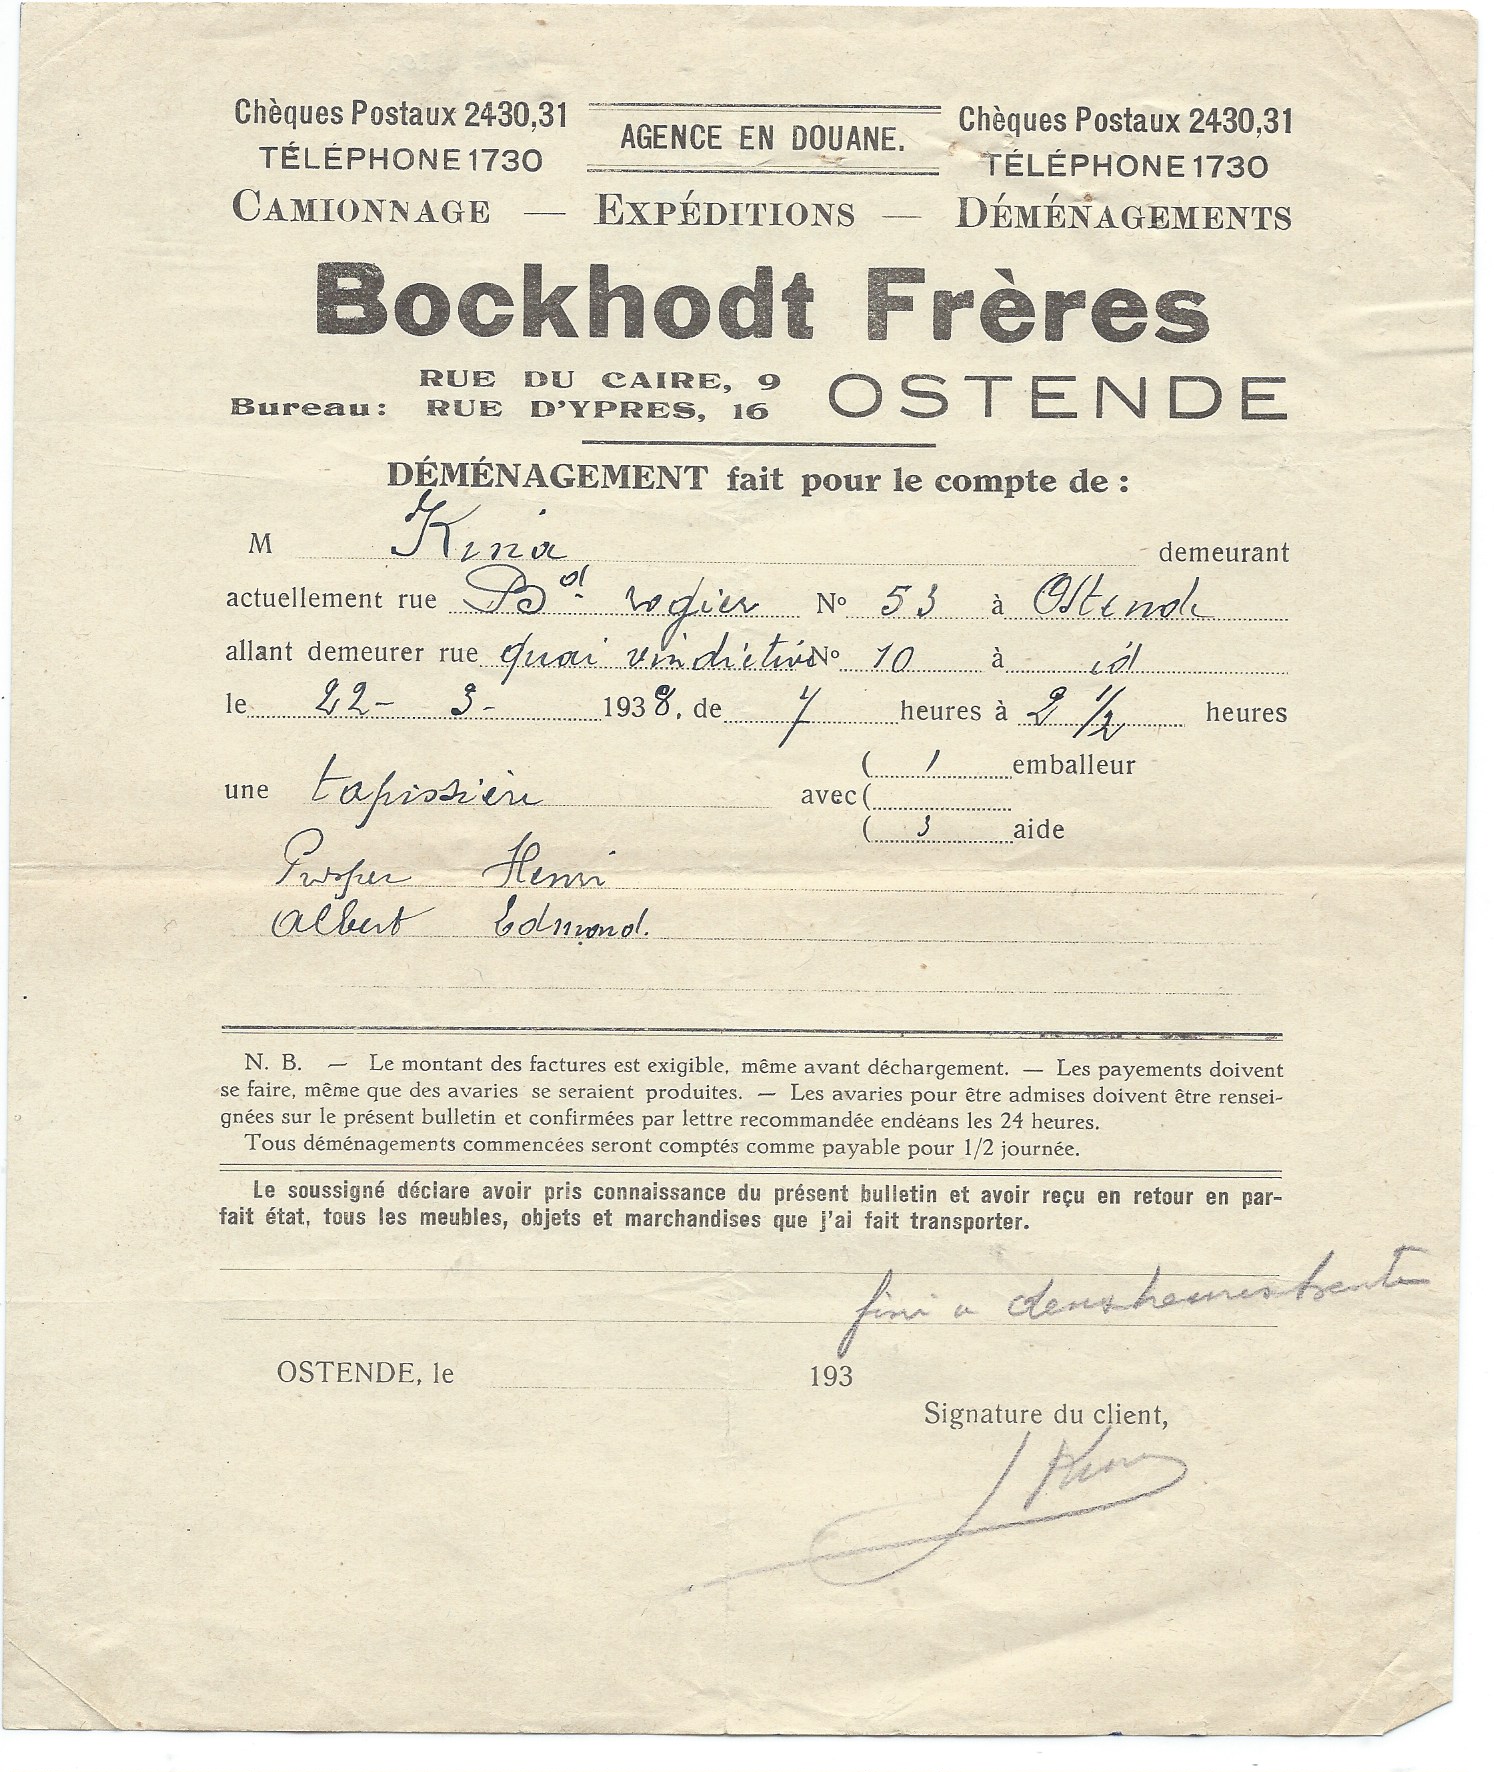 Chèques Postaux 2430,31 AGENCE EN DOUANE. Chèques Postaux 2430,31
TÉLÉPHONE 1730 TÉLÉPHONE 1730
CAMIONNAGE — EXPÉDITIONS — DÉMÉNAGEMENTS
Bockhodt Frères
RUE DU CAIRE, 9 OSTENDE
Bureau: RUE D'YPRES, 16
DÉMÉNAGEMENT fait pour le compte de :
M Kina demeurant
actuellement rue Bd. rogier No 53 à Ostende
allant demeurer rue quai vindictive No 10 à id
le 22- 3- 1938, de 7 heures à 2 1/2 heures
( 1 emballeur
une tapissière avec (
( 3 aide
Prosper Henri
Albert Edmond.
N. B. — Le montant des factures est exigible, même avant déchargement. — Les payements doivent
se faire, même que des avaries se seraient produites. — Les avaries pour être admises doivent être rensei-
gnées sur le présent bulletin et confirmées par lettre recommandée endéans les 24 heures.
Tous déménagements commencées seront comptés comme payable pour 1/2 journée.
Le soussigné déclare avoir pris connaissance du présent bulletin et avoir reçu en retour en par-
fait état, tous les meubles, objets et marchandises que j'ai fait transporter.
fini a deux heures trente
OSTENDE, le 193
Signature du client,